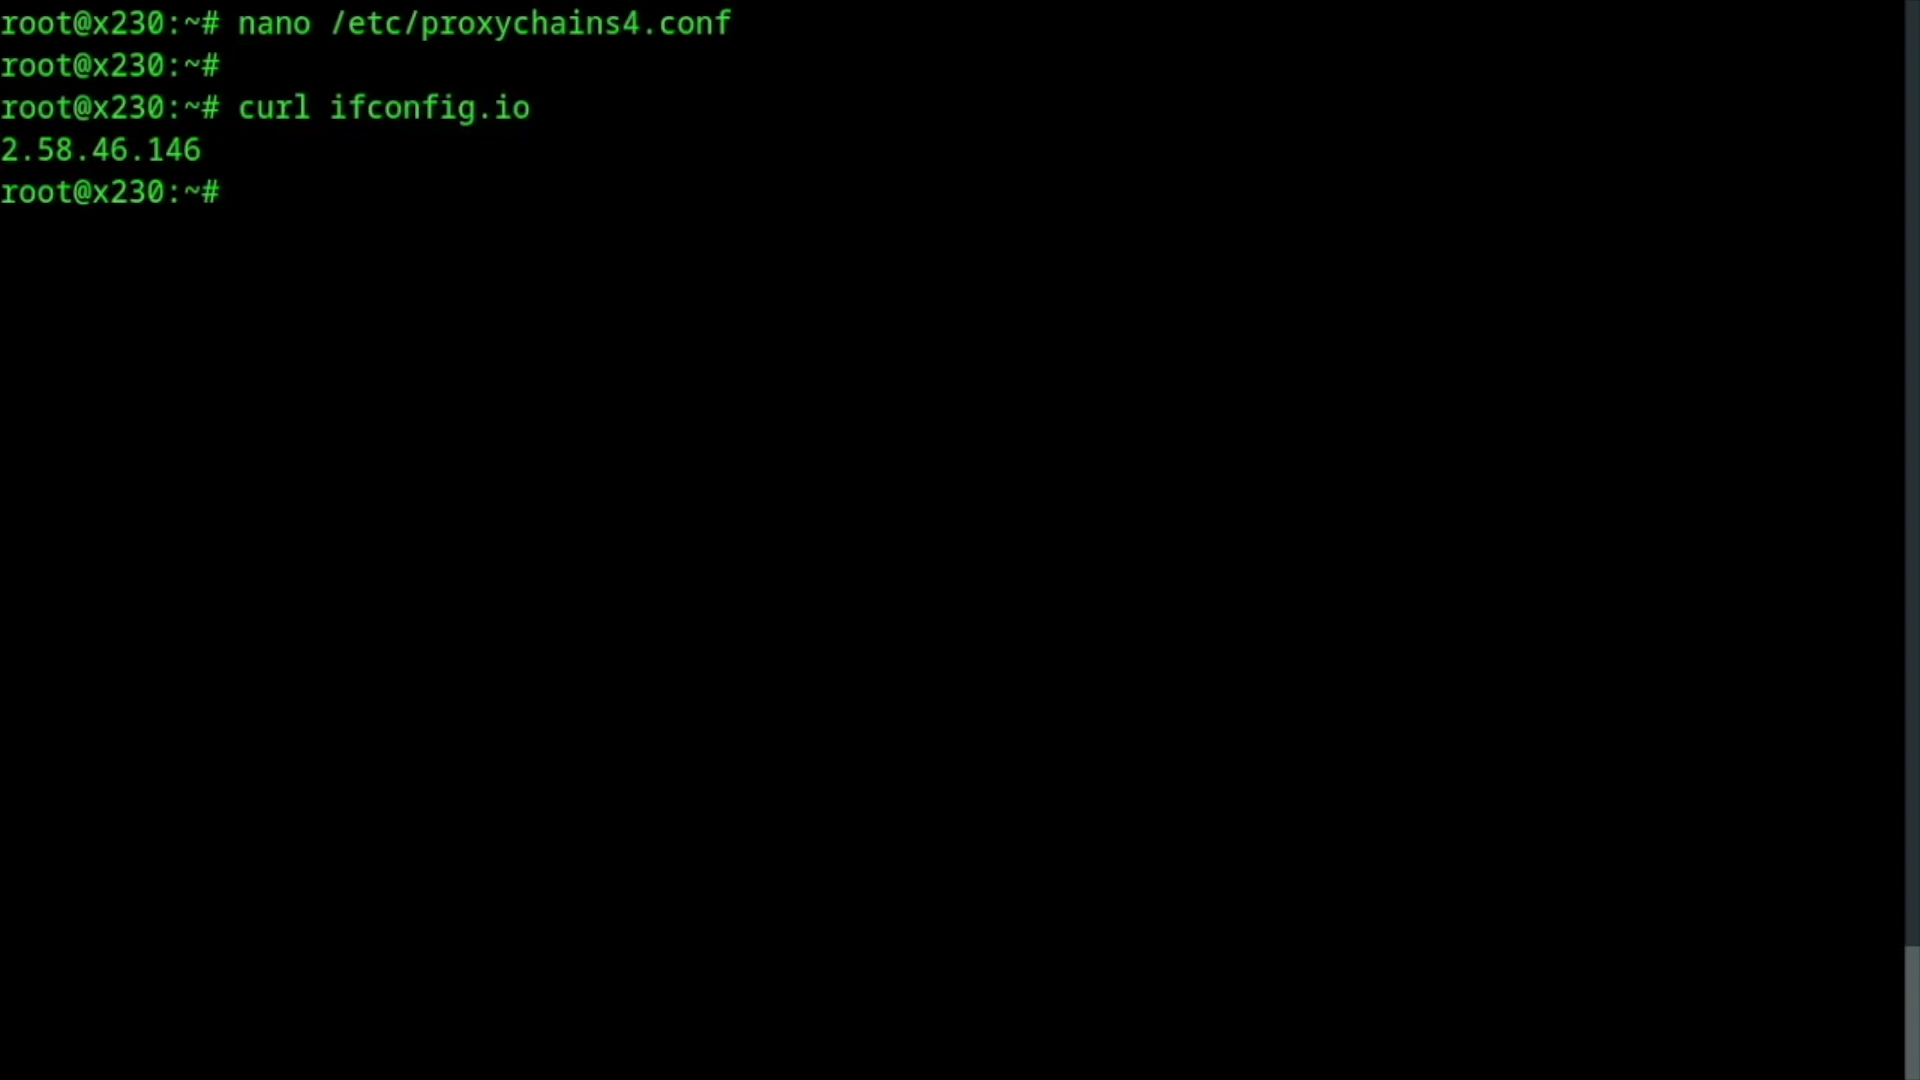 root@x230:~# nano /etc/proxychains4.conf
root@x230:~#
root@x230:~# curl ifconfig.io
2.58.46.146
root@x230:~#